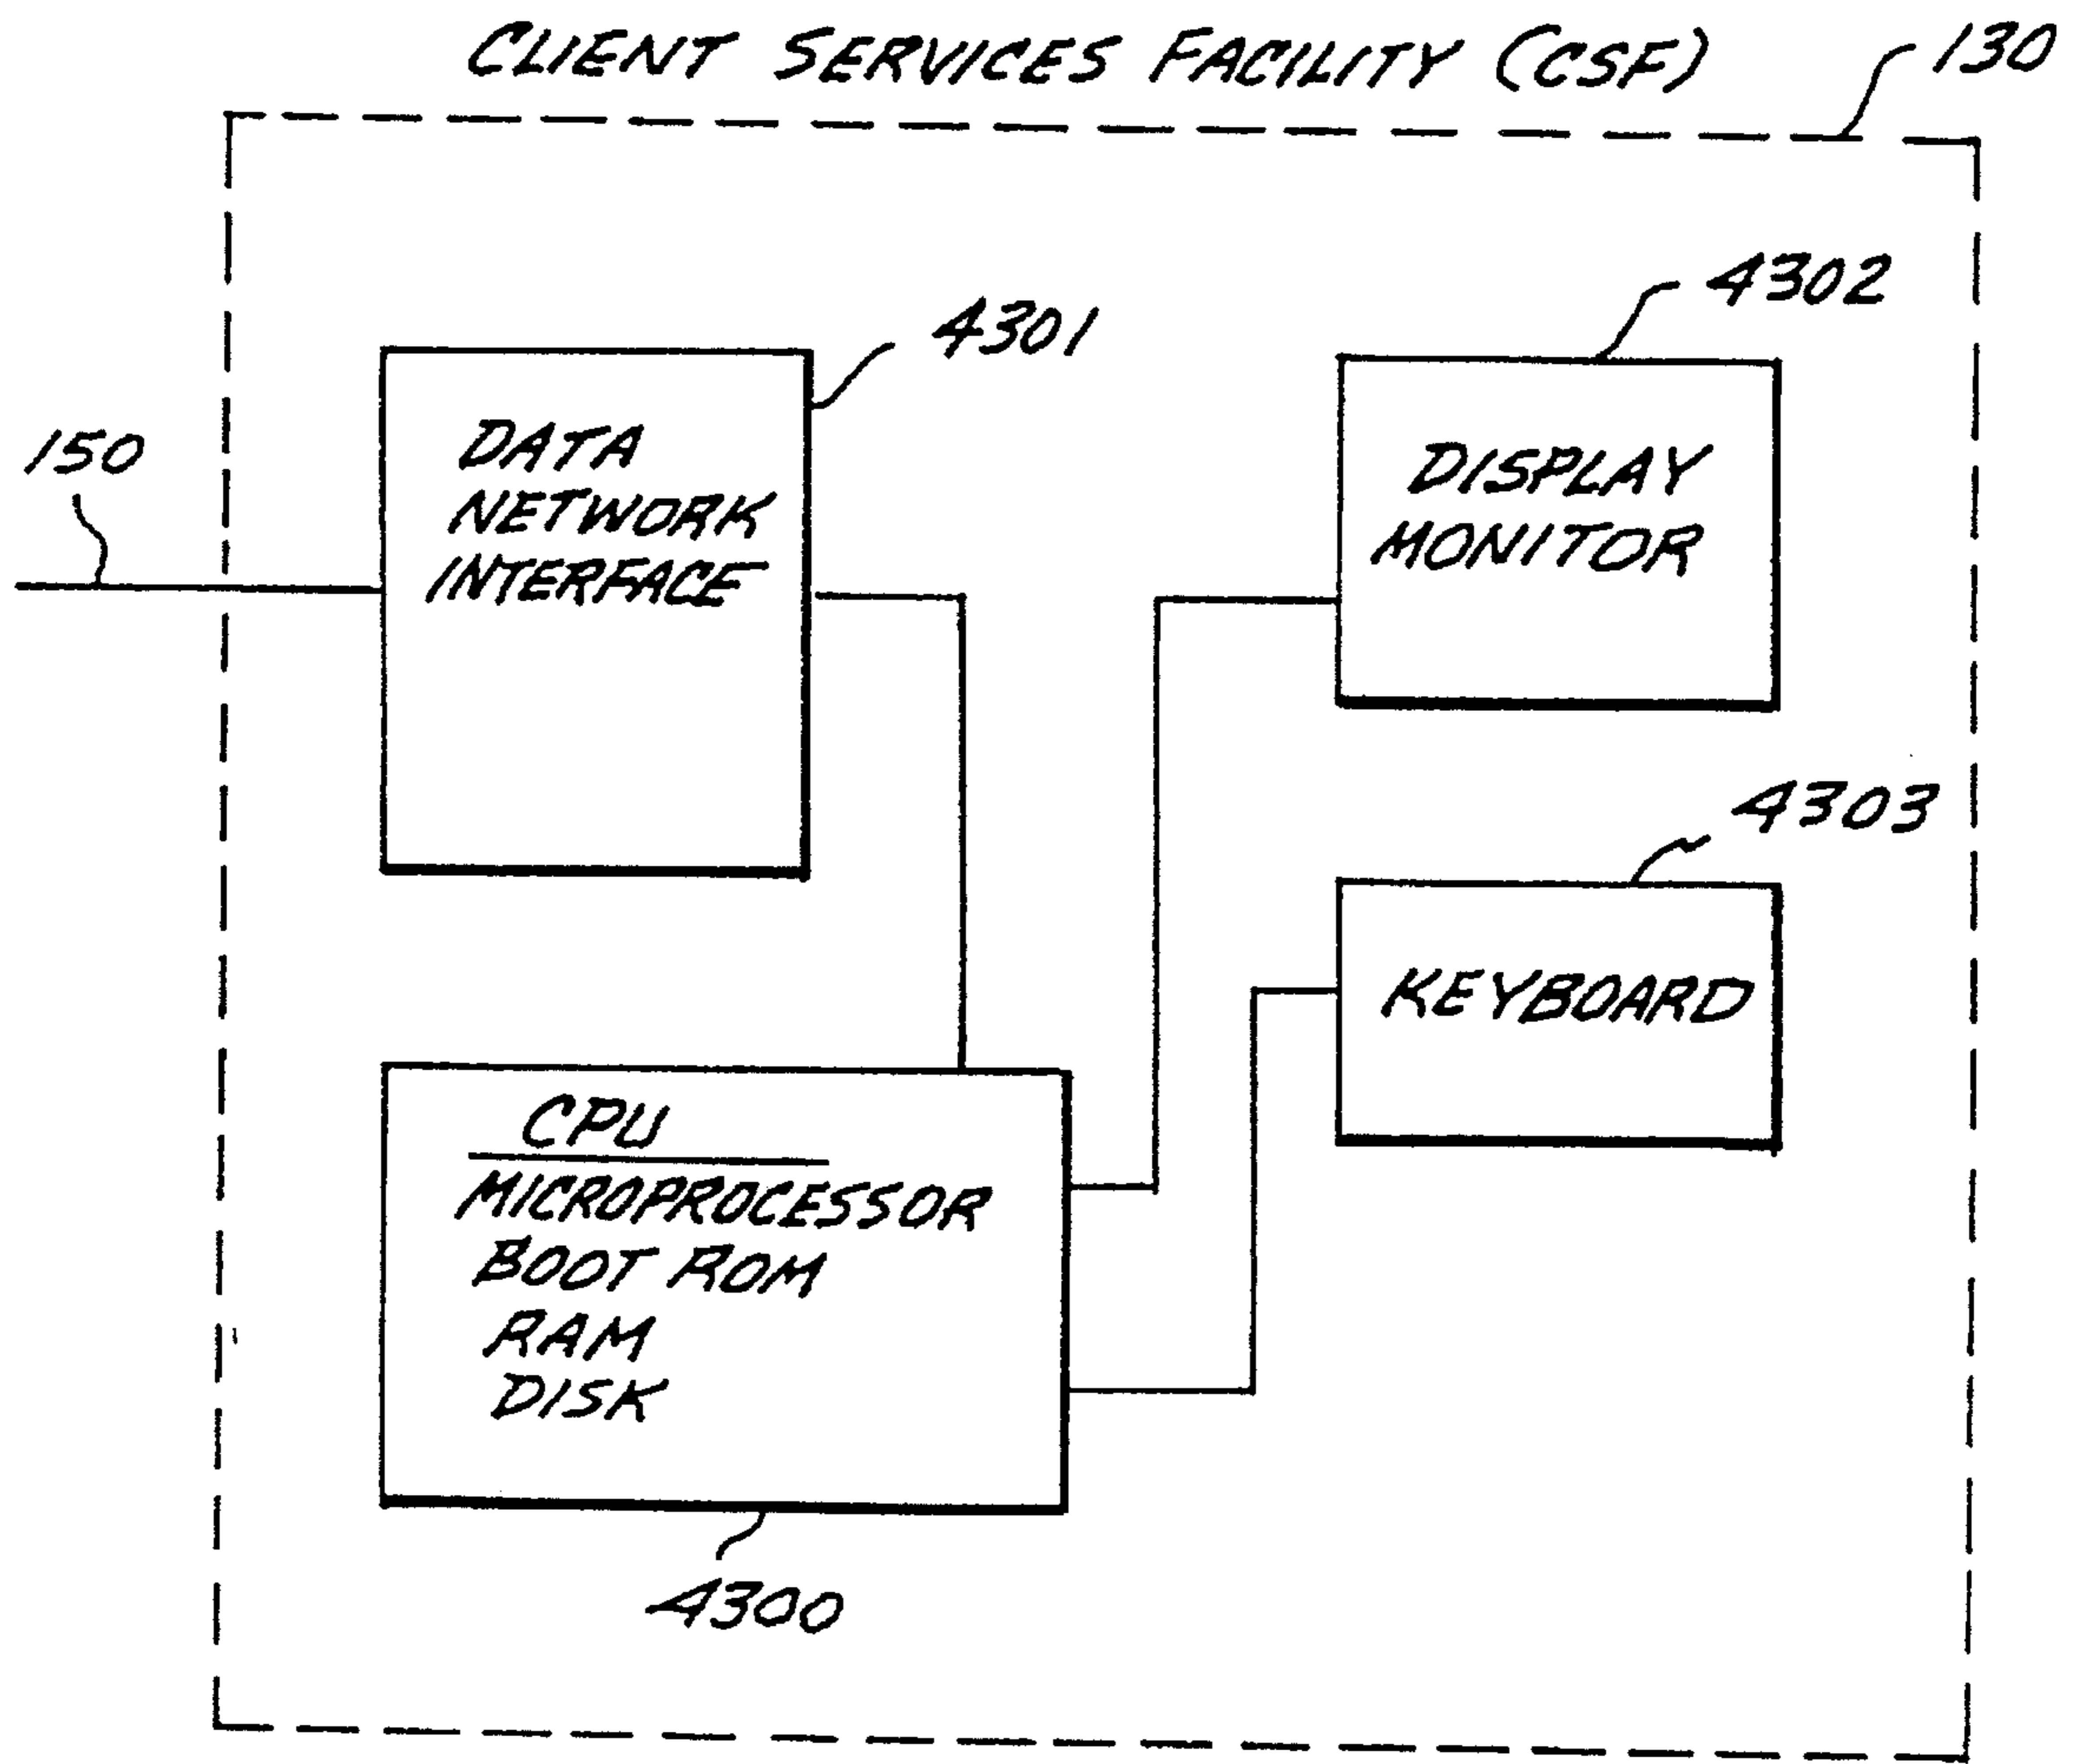 CLIENT SERVICES FACILITY (CSF)
130
4302
4301
150
DATA
NETWORK
INTERFACE
DISPLAY
MONITOR
4303
KEYBOARD
CPU
MICROPROCESSOR
BOOT ROM
RAM
DISK
4300